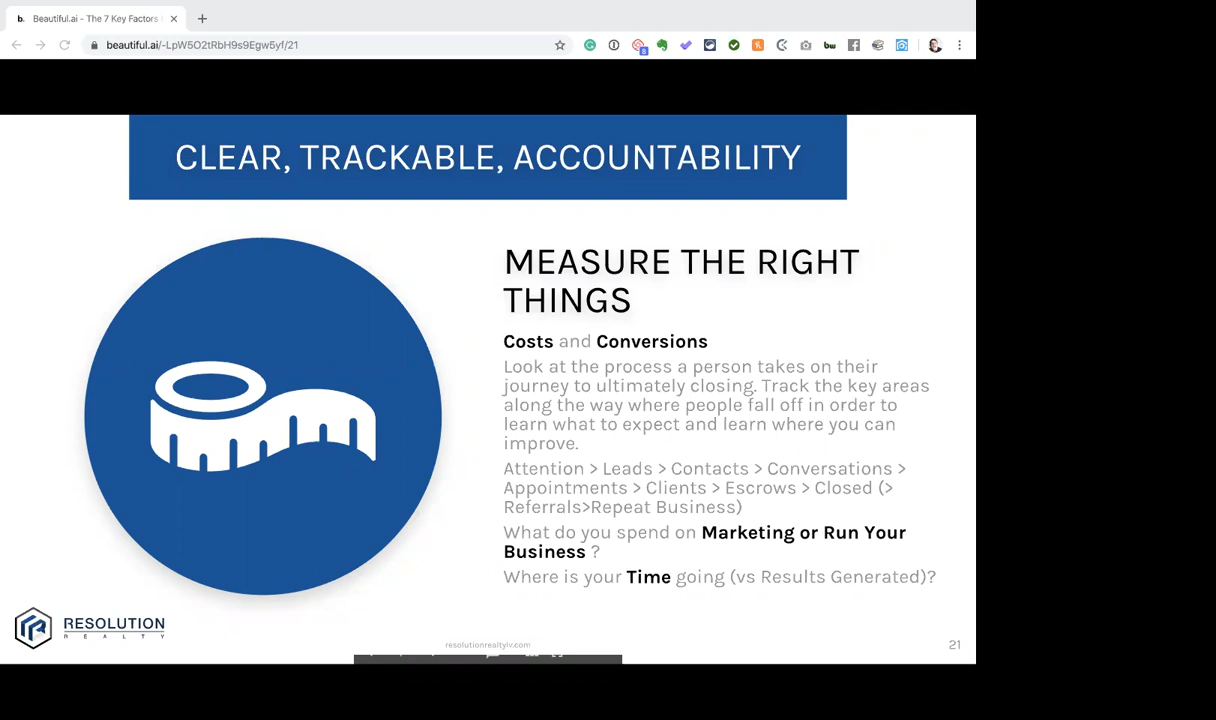 Beautiful.ai - The 7 Key Factors
beautiful.ai/-LpW5O2tRbH9s9Egw5yf/21
8
bw
CLEAR, TRACKABLE, ACCOUNTABILITY
MEASURE THE RIGHT
THINGS
Costs and Conversions
Look at the process a person takes on their
journey to ultimately closing. Track the key areas
along the way where people fall off in order to
learn what to expect and learn where you can
improve.
Attention > Leads > Contacts > Conversations >
Appointments > Clients > Escrows > Closed (>
Referrals>Repeat Business)
What do you spend on Marketing or Run Your
Business ?
Where is your Time going (vs Results Generated)?
RESOLUTION
REALTY
resolutionrealtylv.com
21